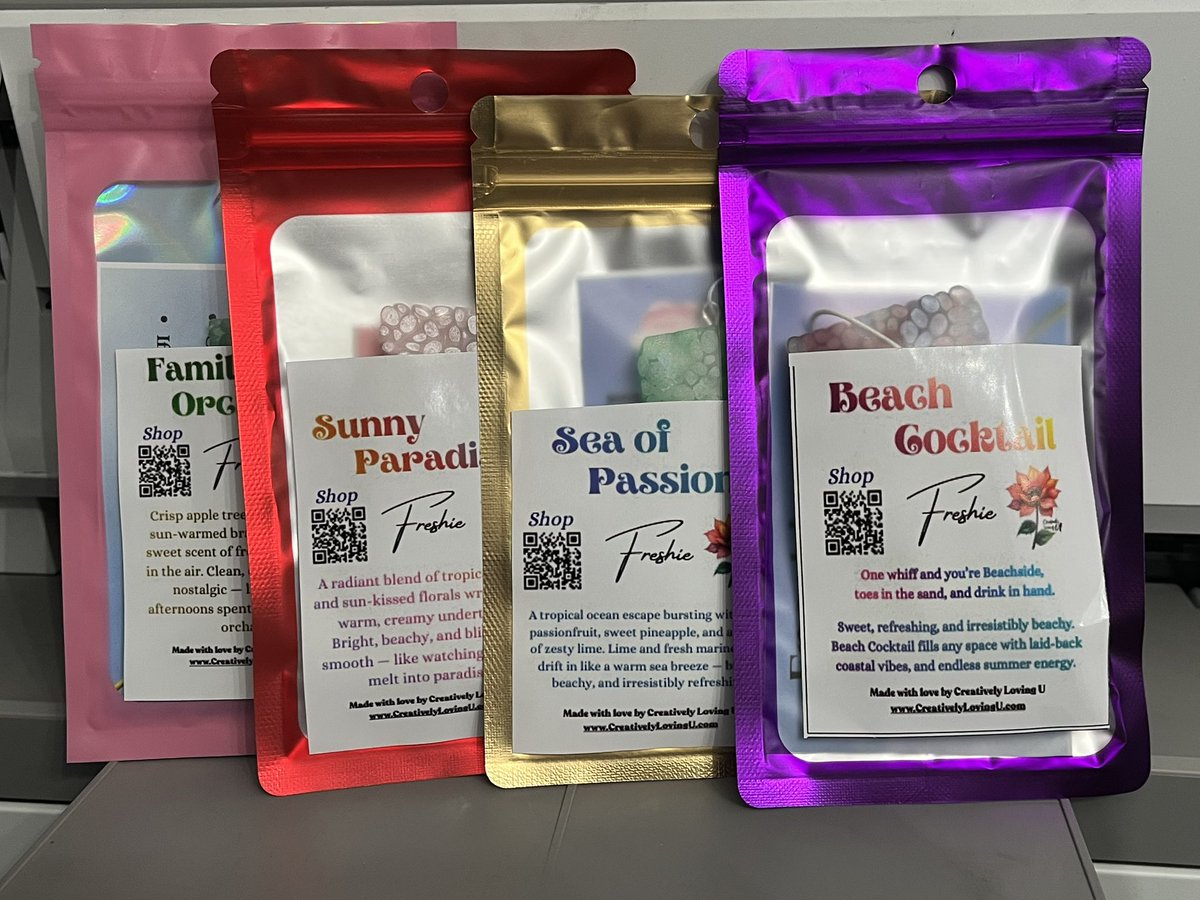 Famil
Orc
Shop
Fr
Crisp apple tree
sun-warmed br
sweet scent of fr
in the air. Clean,
nostalgic —
afternoons spent
orcha
Made with love by C
www.Creative
Sunny
Paradi
Shop
Freshie
A radiant blend of tropic
and sun-kissed florals wr
warm, creamy undert
Bright, beachy, and bli
smooth — like watching
melt into paradis
Made with love by Creatively L
www.CreativelyLovingU.c
Sea of
Passion
Shop
Freshie
A tropical ocean escape bursting wit
passionfruit, sweet pineapple, and a
of zesty lime. Lime and fresh marin
drift in like a warm sea breeze — b
beachy, and irresistibly refreshi
Made with love by Creatively Loving
www.CreativelyLovingU.com
Beach
Cocktail
Shop
Freshie
One whiff and you're Beachside,
toes in the sand, and drink in hand.
Sweet, refreshing, and irresistibly beachy.
Beach Cocktail fills any space with laid-back
coastal vibes, and endless summer energy.
Made with love by Creatively Loving U
www.CreativelyLovingU.com